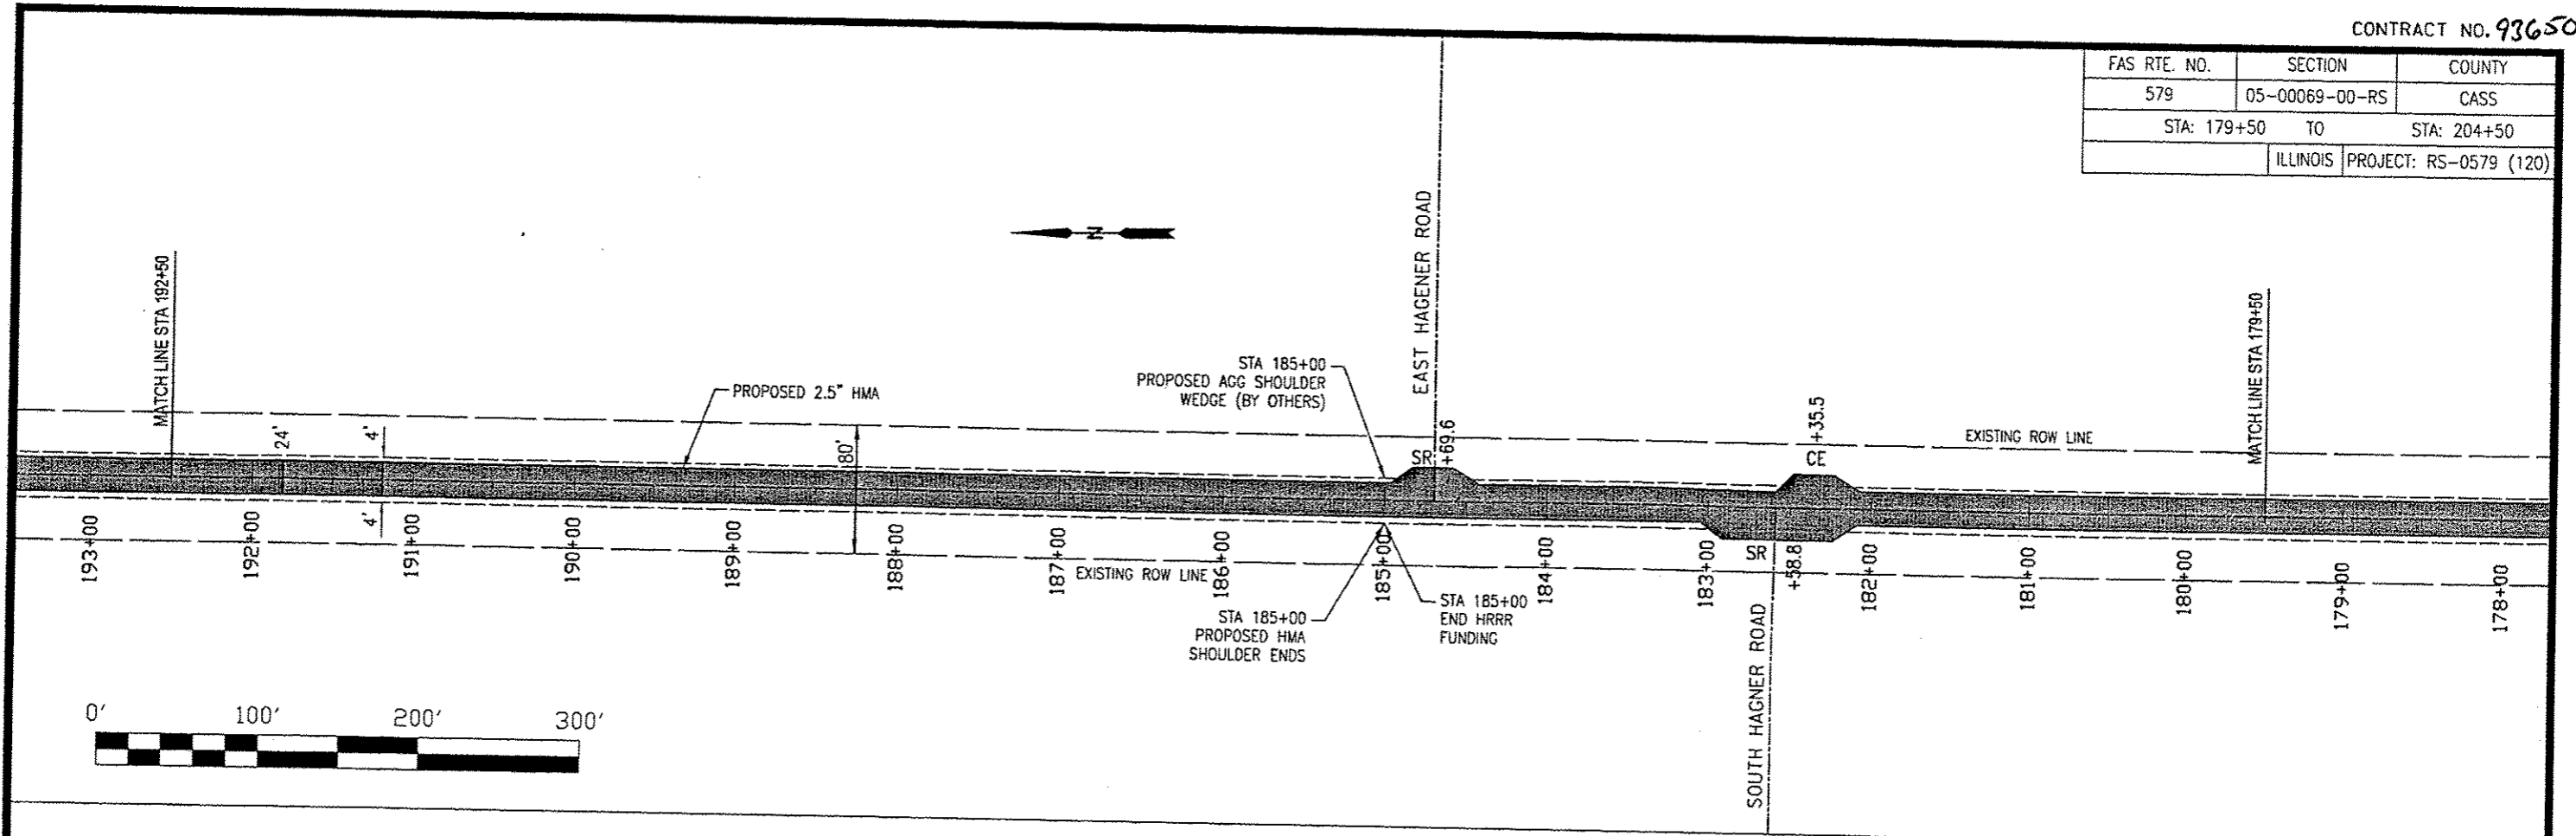 CONTRACT NO. 93650
FAS RTE. NO. SECTION COUNTY
579 05-00069-00-RS CASS
STA: 179+50 TO STA: 204+50
ILLINOIS PROJECT: RS-0579 (120)
N
EAST HAGENER ROAD
MATCH LINE STA 192+50
MATCH LINE STA 179+50
PROPOSED 2.5" HMA
STA 185+00
PROPOSED AGG SHOULDER
WEDGE (BY OTHERS)
24'
4'
80'
SR
+69.6
+35.5
CE
EXISTING ROW LINE
4'
193+00
192+00
191+00
190+00
189+00
188+00
187+00
186+00
185+00
184+00
183+00
182+00
181+00
180+00
179+00
178+00
SR
+58.8
EXISTING ROW LINE
STA 185+00
PROPOSED HMA
SHOULDER ENDS
STA 185+00
END HRRR
FUNDING
SOUTH HAGNER ROAD
0' 100' 200' 300'